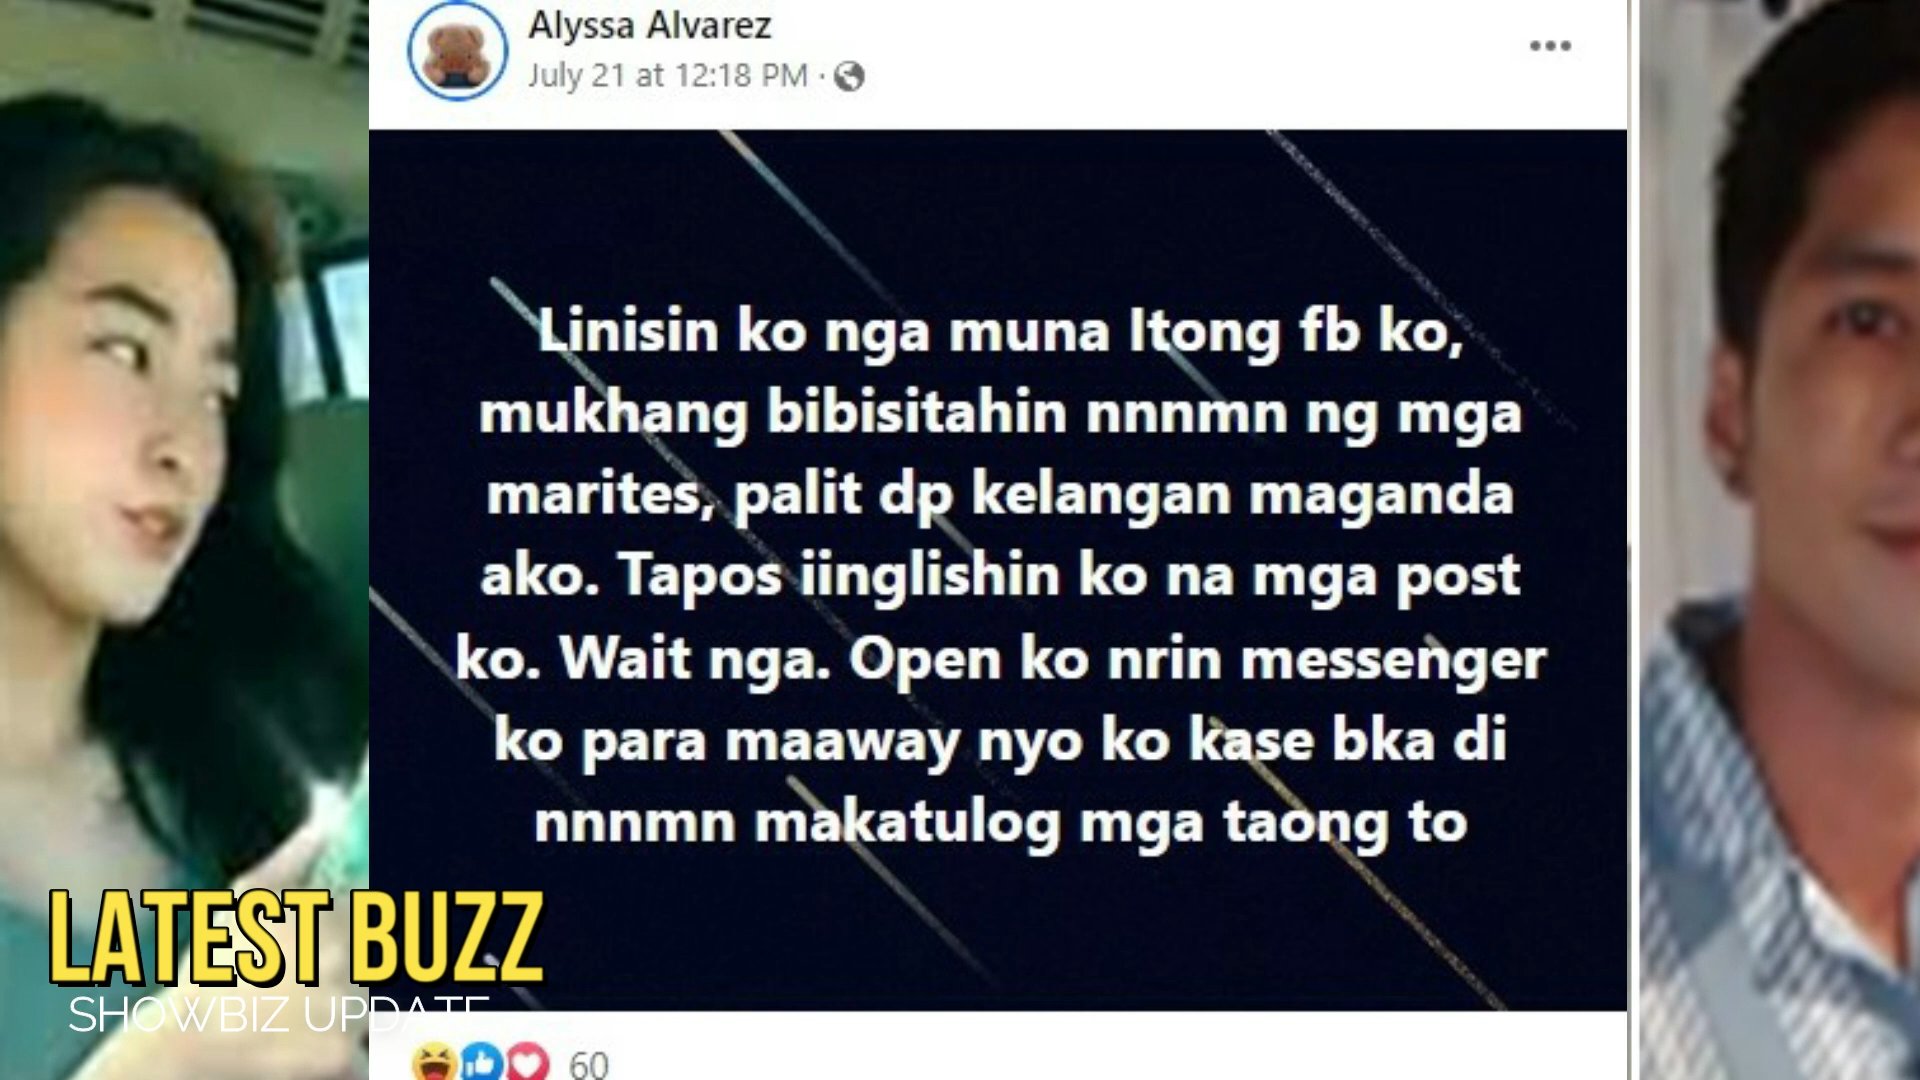 Alyssa Alvarez
July 21 at 12:18 PM ·
Linisin ko nga muna Itong fb ko,
mukhang bibisitahin nnnmn ng mga
marites, palit dp kelangan maganda
ako. Tapos iinglishin ko na mga post
ko. Wait nga. Open ko nrin messenger
ko para maaway nyo ko kase bka di
nnnmn makatulog mga taong to
LATEST BUZZ
SHOWBIZ UPDATE
60